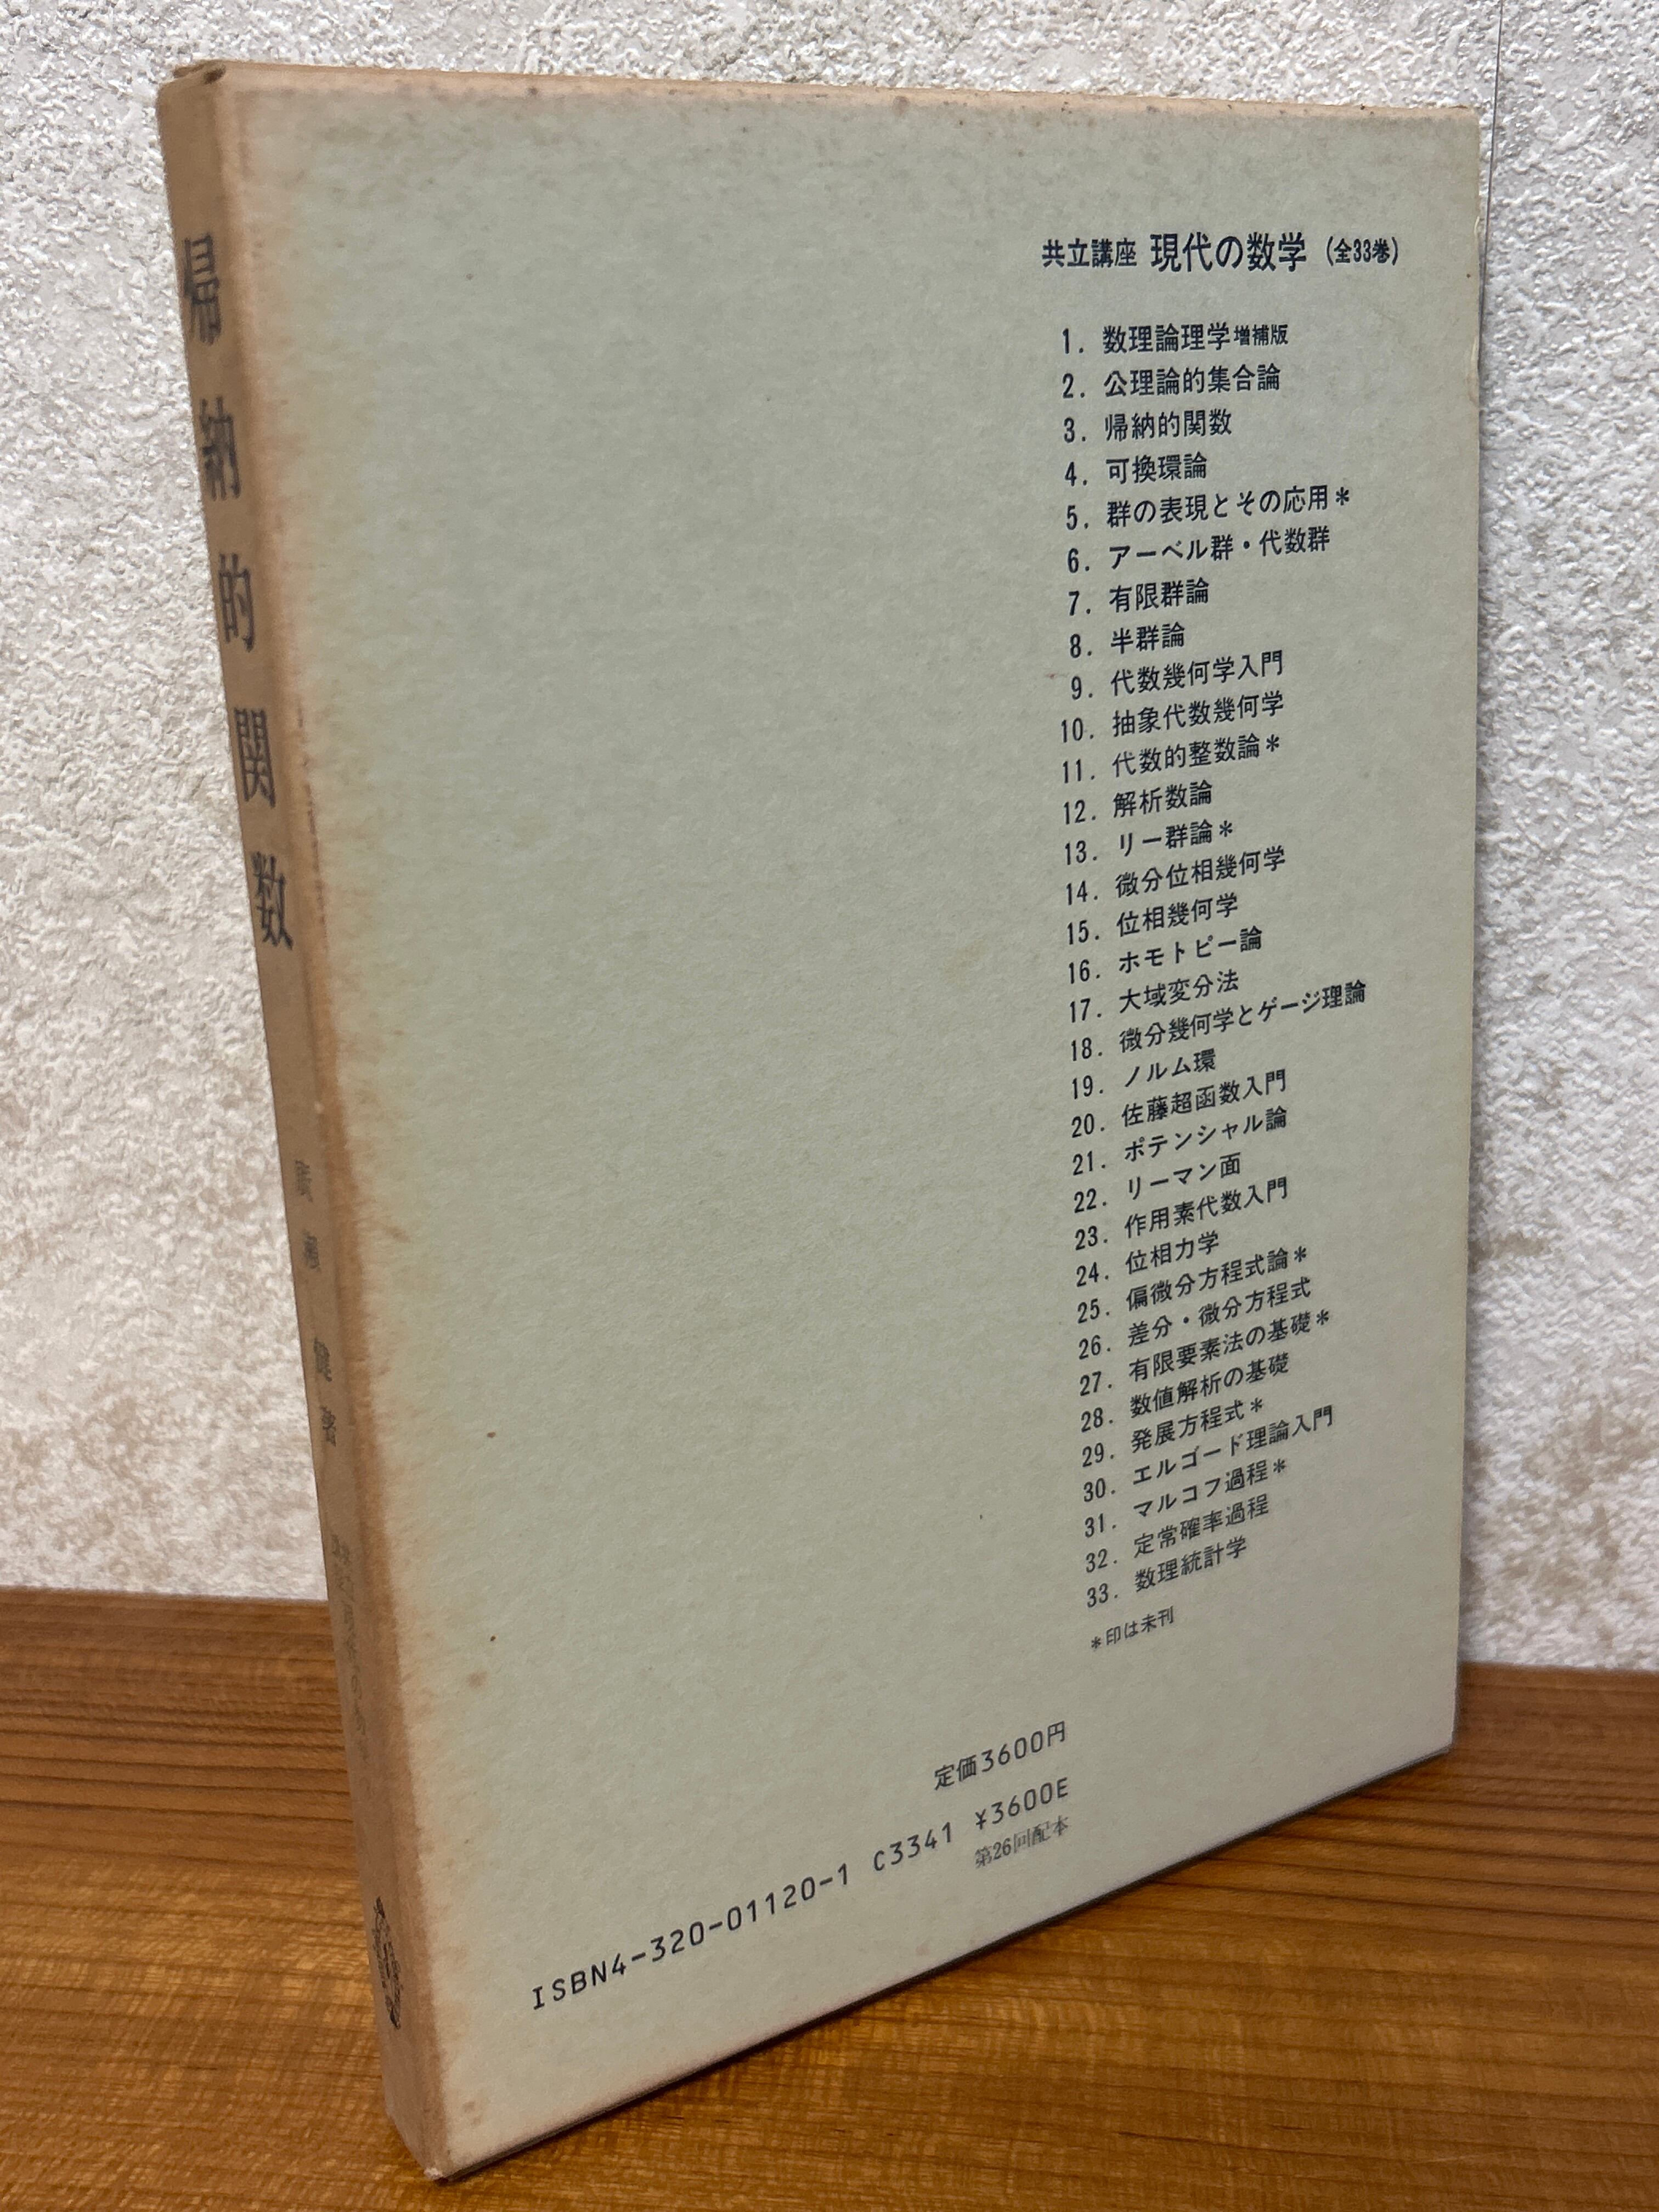 帰納的関数
廣瀬 健著
共立講座 現代の数学 (全33巻)
1. 数理論理学 増補版
2. 公理論的集合論
3. 帰納的関数
4. 可換環論
5. 群の表現とその応用*
6. アーベル群・代数群
7. 有限群論
8. 半群論
9. 代数幾何学入門
10. 抽象代数幾何学
11. 代数的整数論*
12. 解析数論
13. リー群論*
14. 微分位相幾何学
15. 位相幾何学
16. ホモトピー論
17. 大域変分法
18. 微分幾何学とゲージ理論
19. ノルム環
20. 佐藤超函数入門
21. ポテンシャル論
22. リーマン面
23. 作用素代数入門
24. 位相力学
25. 偏微分方程式論*
26. 差分・微分方程式
27. 有限要素法の基礎*
28. 数値解析の基礎
29. 発展方程式*
30. エルゴード理論入門
31. マルコフ過程*
32. 定常確率過程
33. 数理統計学
*印は未刊
定価3600円
ISBN4-320-01120-1 C3341 ¥3600E
第26回配本